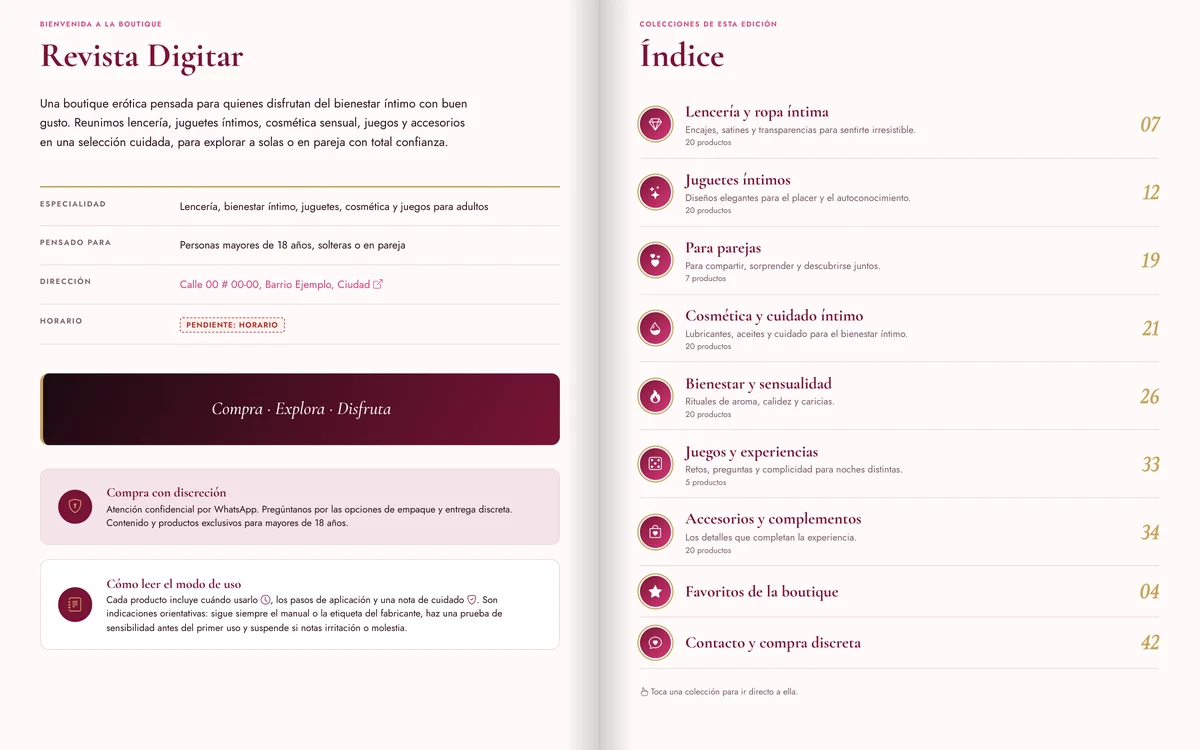 BIENVENIDA A LA BOUTIQUE
Revista Digitar
Una boutique erótica pensada para quienes disfrutan del bienestar íntimo con buen
gusto. Reunimos lencería, juguetes íntimos, cosmética sensual, juegos y accesorios
en una selección cuidada, para explorar a solas o en pareja con total confianza.
ESPECIALIDAD
Lencería, bienestar íntimo, juguetes, cosmética y juegos para adultos
PENSADO PARA
Personas mayores de 18 años, solteras o en pareja
DIRECCIÓN
Calle 00 # 00-00, Barrio Ejemplo, Ciudad
HORARIO
PENDIENTE: HORARIO
Compra · Explora · Disfruta
Compra con discreción
Atención confidencial por WhatsApp. Pregúntanos por las opciones de empaque y entrega discreta.
Contenido y productos exclusivos para mayores de 18 años.
Cómo leer el modo de uso
Cada producto incluye cuándo usarlo , los pasos de aplicación y una nota de cuidado . Son
indicaciones orientativas: sigue siempre el manual o la etiqueta del fabricante, haz una prueba de
sensibilidad antes del primer uso y suspende si notas irritación o molestia.
COLECCIONES DE ESTA EDICIÓN
Índice
Lencería y ropa íntima
Encajes, satines y transparencias para sentirte irresistible.
20 productos
07
Juguetes íntimos
Diseños elegantes para el placer y el autoconocimiento.
20 productos
12
Para parejas
Para compartir, sorprender y descubrirse juntos.
7 productos
19
Cosmética y cuidado íntimo
Lubricantes, aceites y cuidado para el bienestar íntimo.
20 productos
21
Bienestar y sensualidad
Rituales de aroma, calidez y caricias.
20 productos
26
Juegos y experiencias
Retos, preguntas y complicidad para noches distintas.
5 productos
33
Accesorios y complementos
Los detalles que completan la experiencia.
20 productos
34
Favoritos de la boutique
04
Contacto y compra discreta
42
Toca una colección para ir directo a ella.